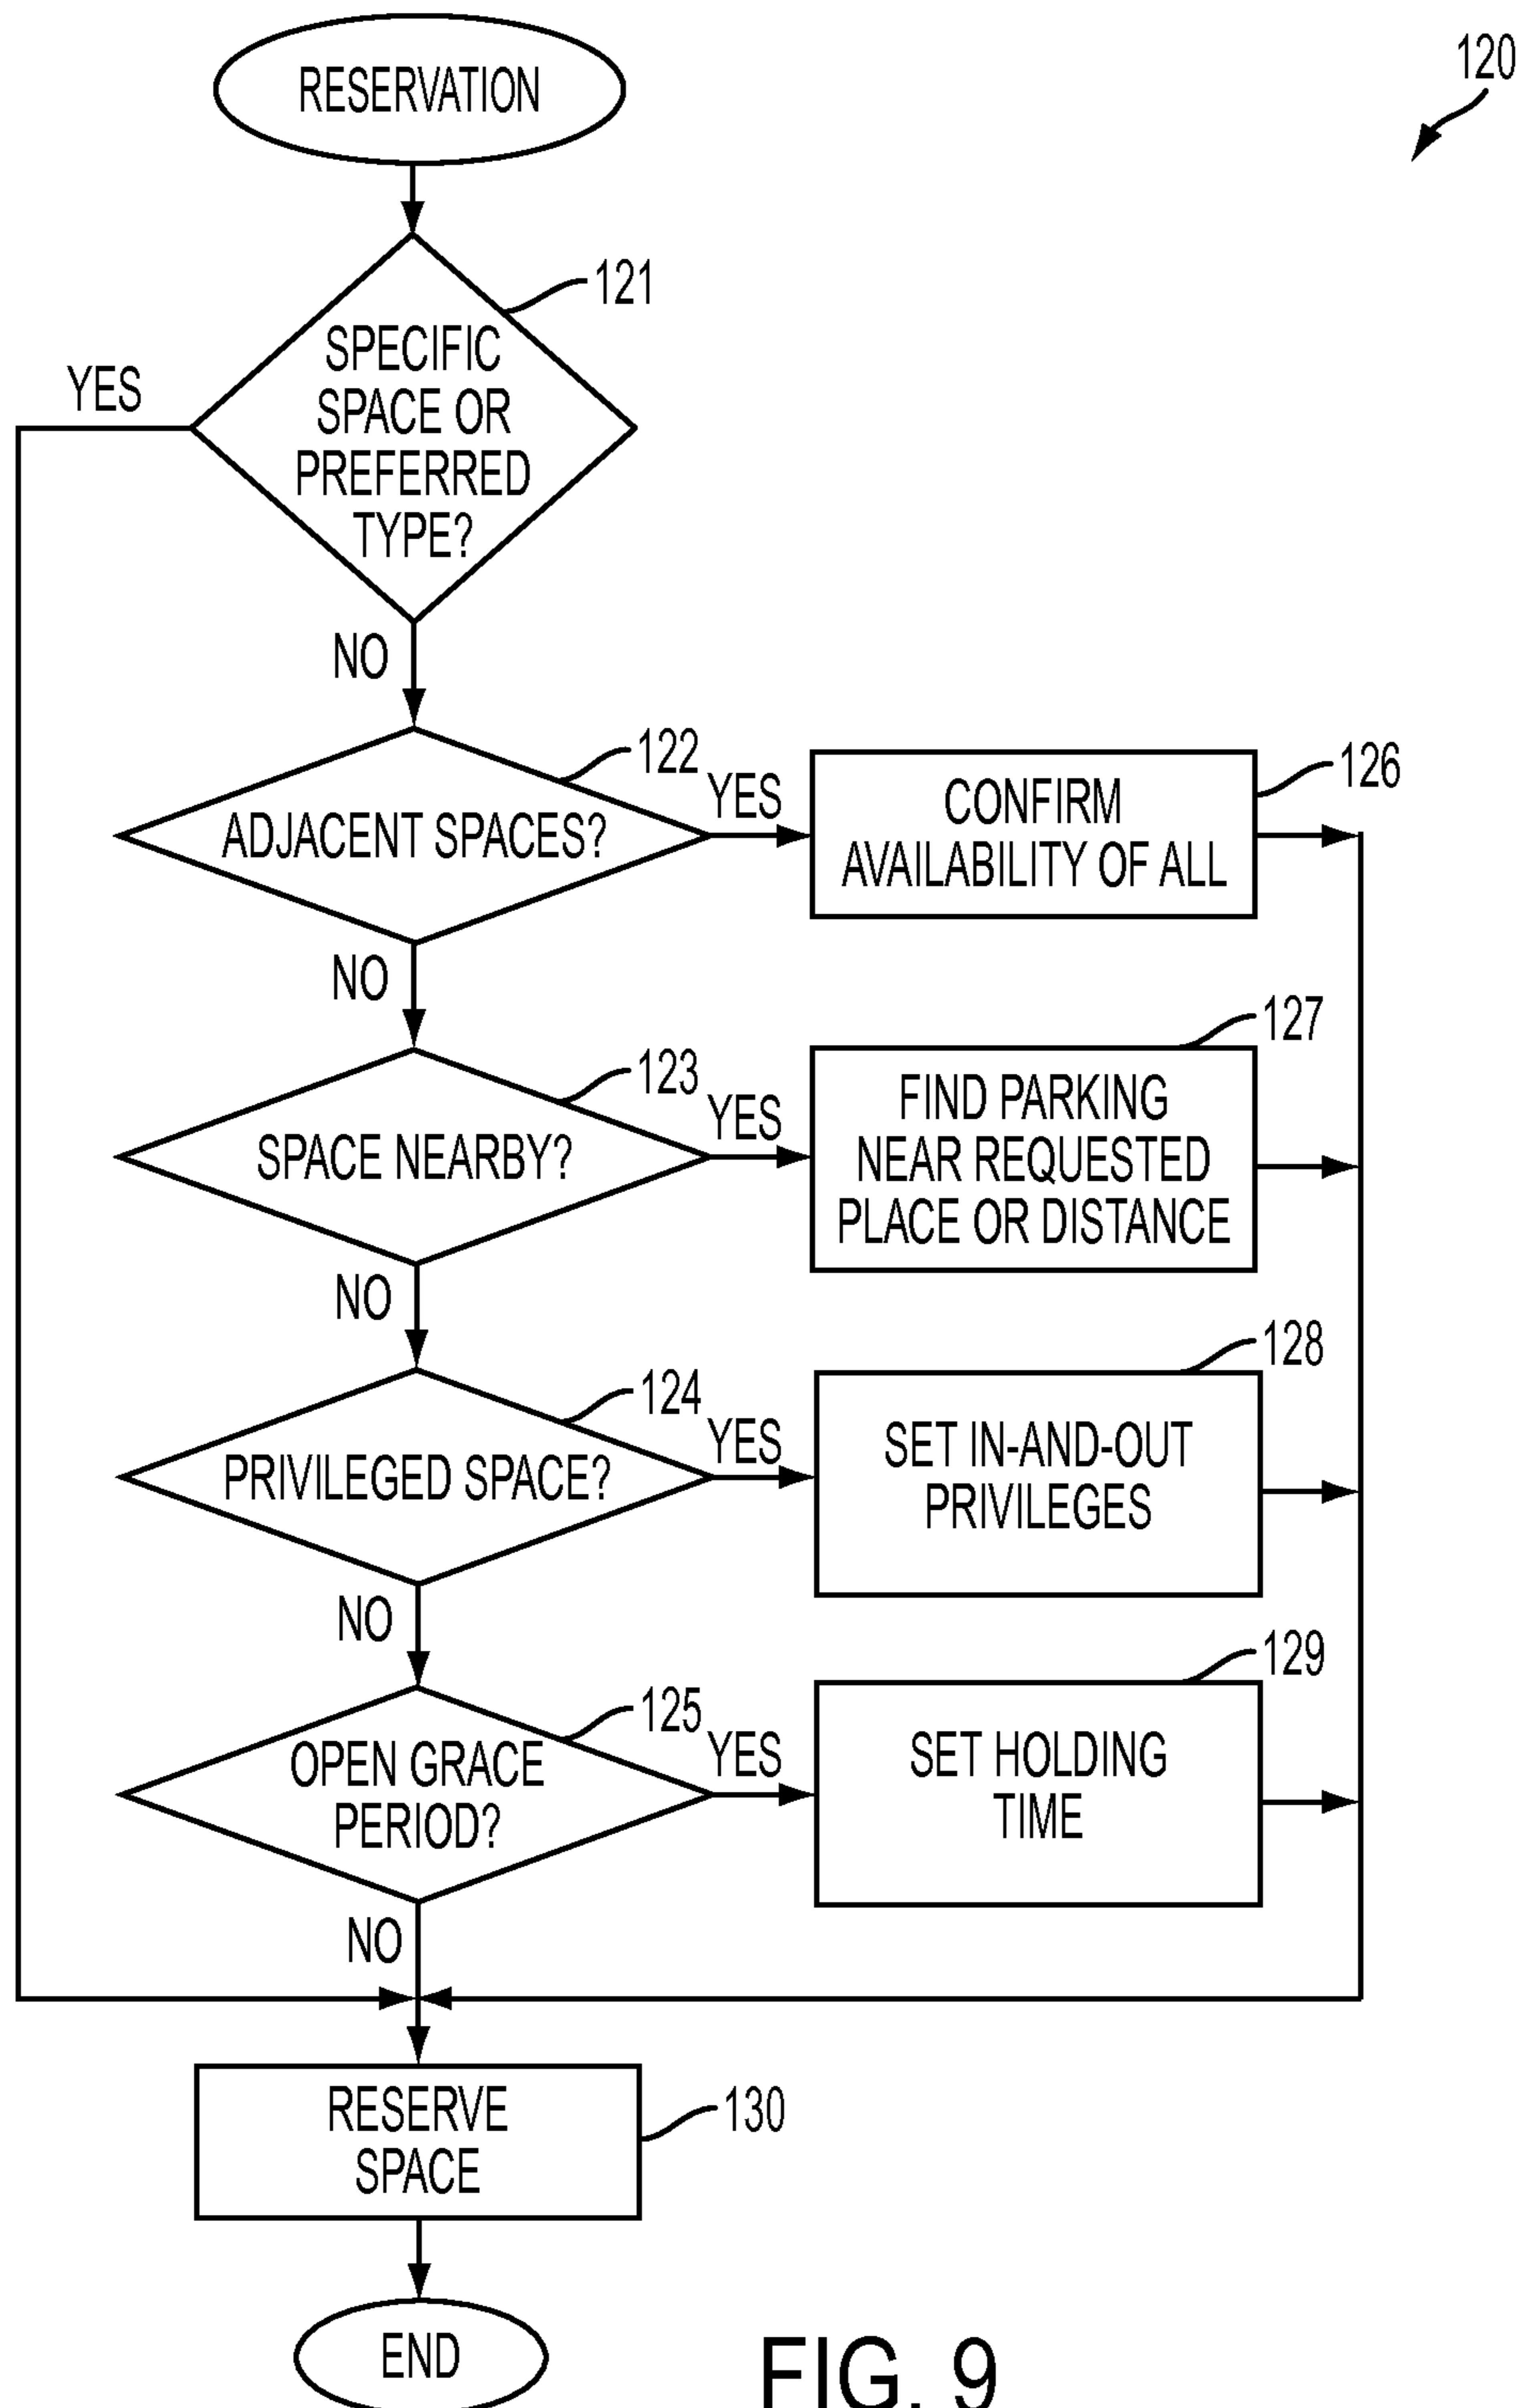 RESERVATION
120
121
SPECIFIC
SPACE OR
PREFERRED
TYPE?
YES
NO
122
ADJACENT SPACES?
YES
CONFIRM
AVAILABILITY OF ALL
126
NO
123
SPACE NEARBY?
YES
FIND PARKING
NEAR REQUESTED
PLACE OR DISTANCE
127
NO
124
PRIVILEGED SPACE?
YES
SET IN-AND-OUT
PRIVILEGES
128
NO
125
OPEN GRACE
PERIOD?
YES
SET HOLDING
TIME
129
NO
RESERVE
SPACE
130
END
FIG. 9